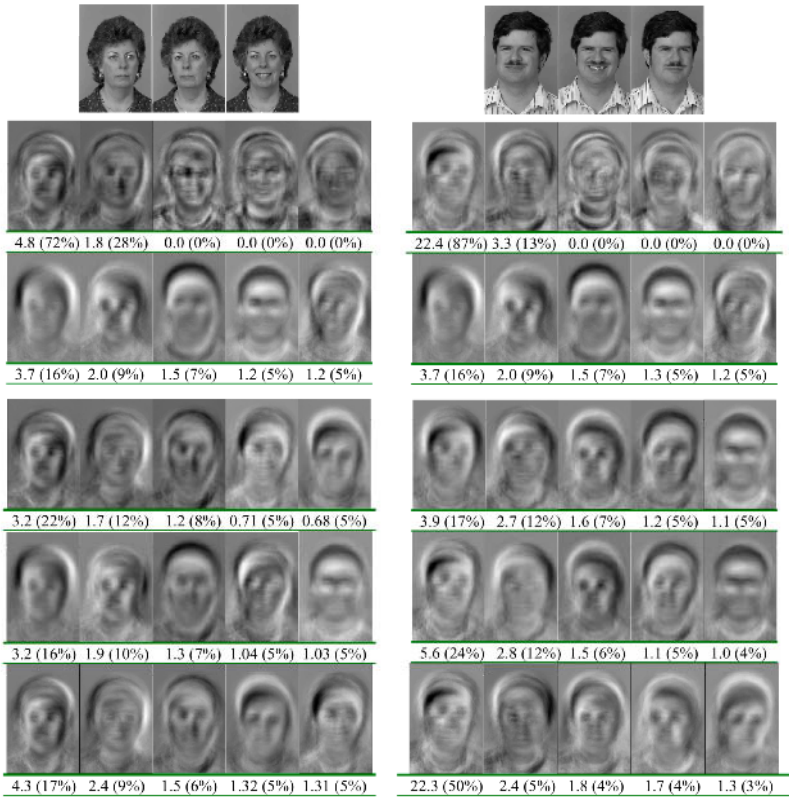 4.8 (72%) 1.8 (28%) 0.0 (0%) 0.0 (0%) 0.0 (0%)
22.4 (87%) 3.3 (13%) 0.0 (0%) 0.0 (0%) 0.0 (0%)
3.7 (16%) 2.0 (9%) 1.5 (7%) 1.2 (5%) 1.2 (5%)
3.7 (16%) 2.0 (9%) 1.5 (7%) 1.3 (5%) 1.2 (5%)
3.2 (22%) 1.7 (12%) 1.2 (8%) 0.71 (5%) 0.68 (5%)
3.9 (17%) 2.7 (12%) 1.6 (7%) 1.2 (5%) 1.1 (5%)
3.2 (16%) 1.9 (10%) 1.3 (7%) 1.04 (5%) 1.03 (5%)
5.6 (24%) 2.8 (12%) 1.5 (6%) 1.1 (5%) 1.0 (4%)
4.3 (17%) 2.4 (9%) 1.5 (6%) 1.32 (5%) 1.31 (5%)
22.3 (50%) 2.4 (5%) 1.8 (4%) 1.7 (4%) 1.3 (3%)